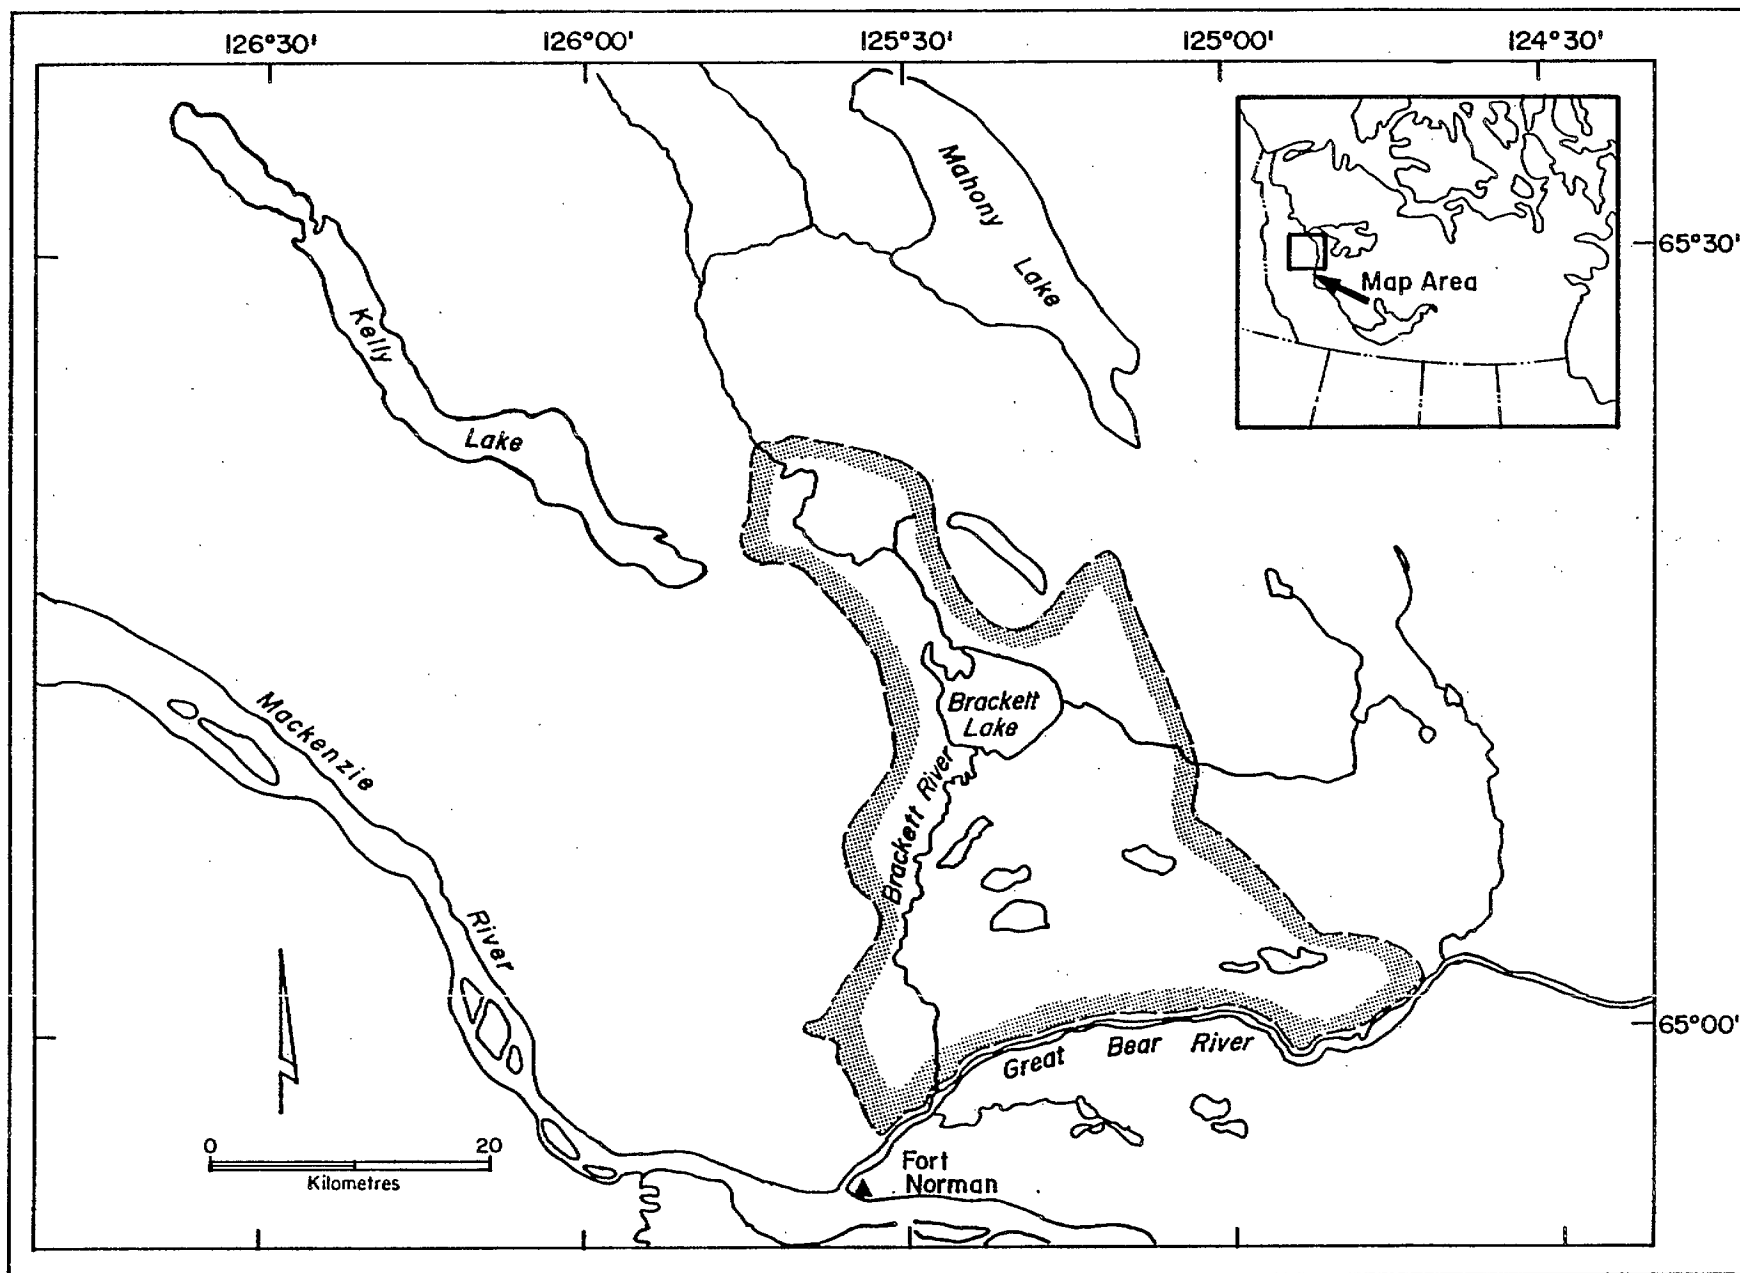 126°30' 126°00' 125°30' 125°00' 124°30'
Mahony
Lake
65°30'
Map Area
Kelly
Lake
Brackett
Lake
Mackenzie
River
Brackett River
65°00'
Great Bear River
0 20
Kilometres
Fort
Norman